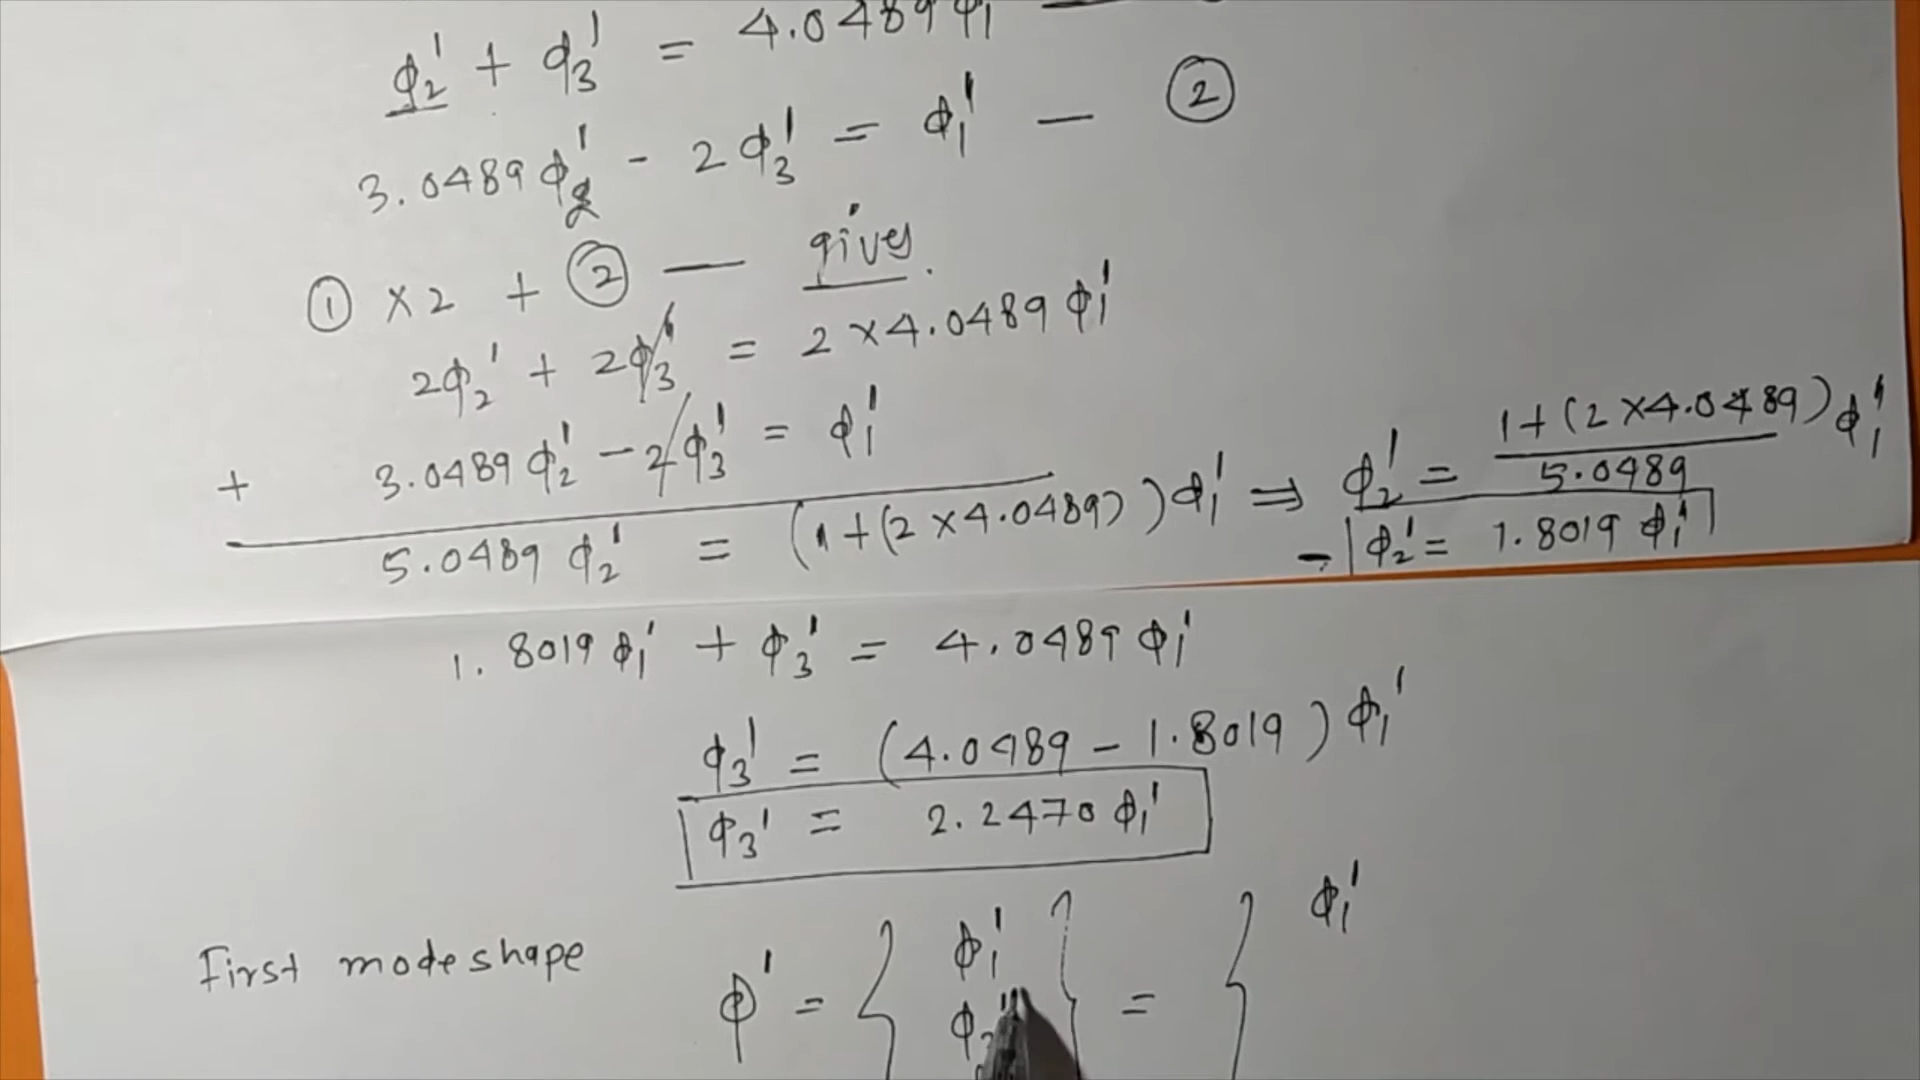 ϕ₂' + ϕ₃' = 4.0489 ϕ₁' —
3.0489 ϕ₂' - 2 ϕ₃' = ϕ₁' — ②
① × 2 + ② — gives.
2ϕ₂' + 2ϕ₃' = 2 × 4.0489 ϕ₁'
+ 3.0489 ϕ₂' - 2ϕ₃' = ϕ₁'
5.0489 ϕ₂' = (1+(2×4.0489))ϕ₁' ⇒ ϕ₂' = 1+(2×4.0489)/5.0489 ϕ₁'
ϕ₂' = 1.8019 ϕ₁'
1.8019 ϕ₁' + ϕ₃' = 4.0489 ϕ₁'
ϕ₃' = (4.0489 - 1.8019) ϕ₁'
ϕ₃' = 2.2470 ϕ₁'
First modeshape ϕ' = { ϕ₁' ϕ₂' } = { ϕ₁'